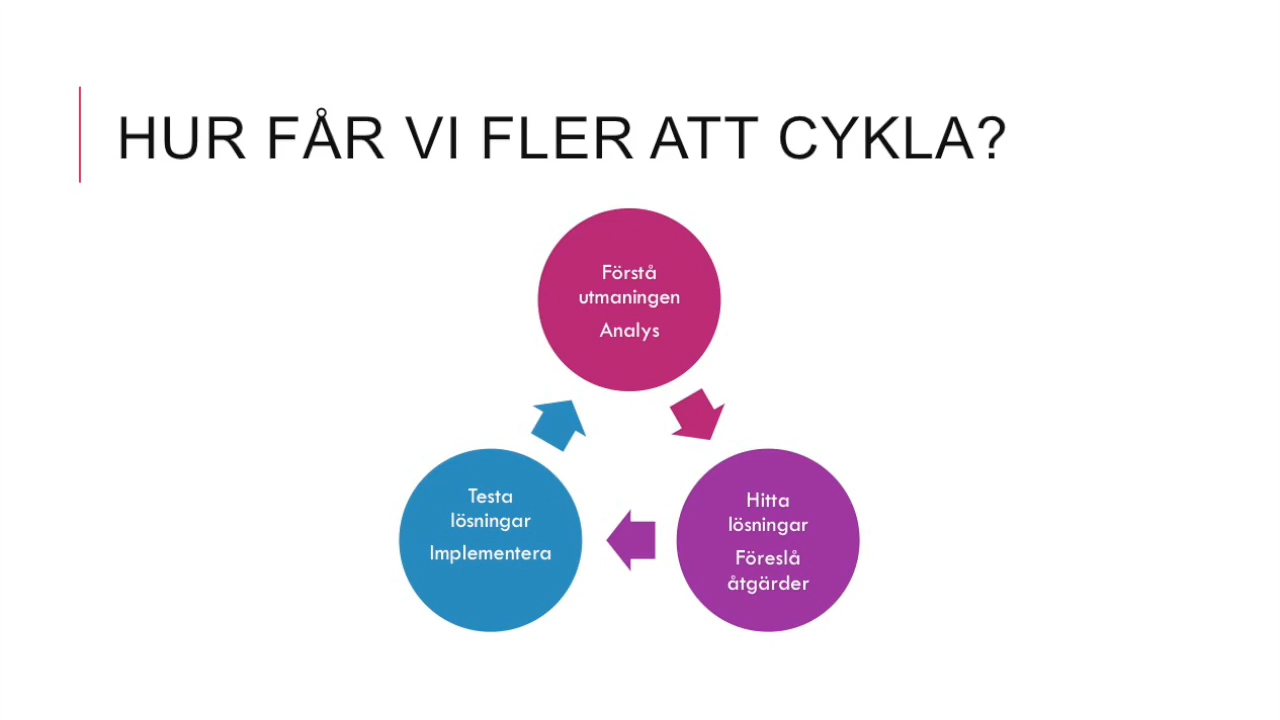 HUR FÅR VI FLER ATT CYKLA?
Förstå
utmaningen
Analys
Hitta
lösningar
Föreslå
åtgärder
Testa
lösningar
Implementera